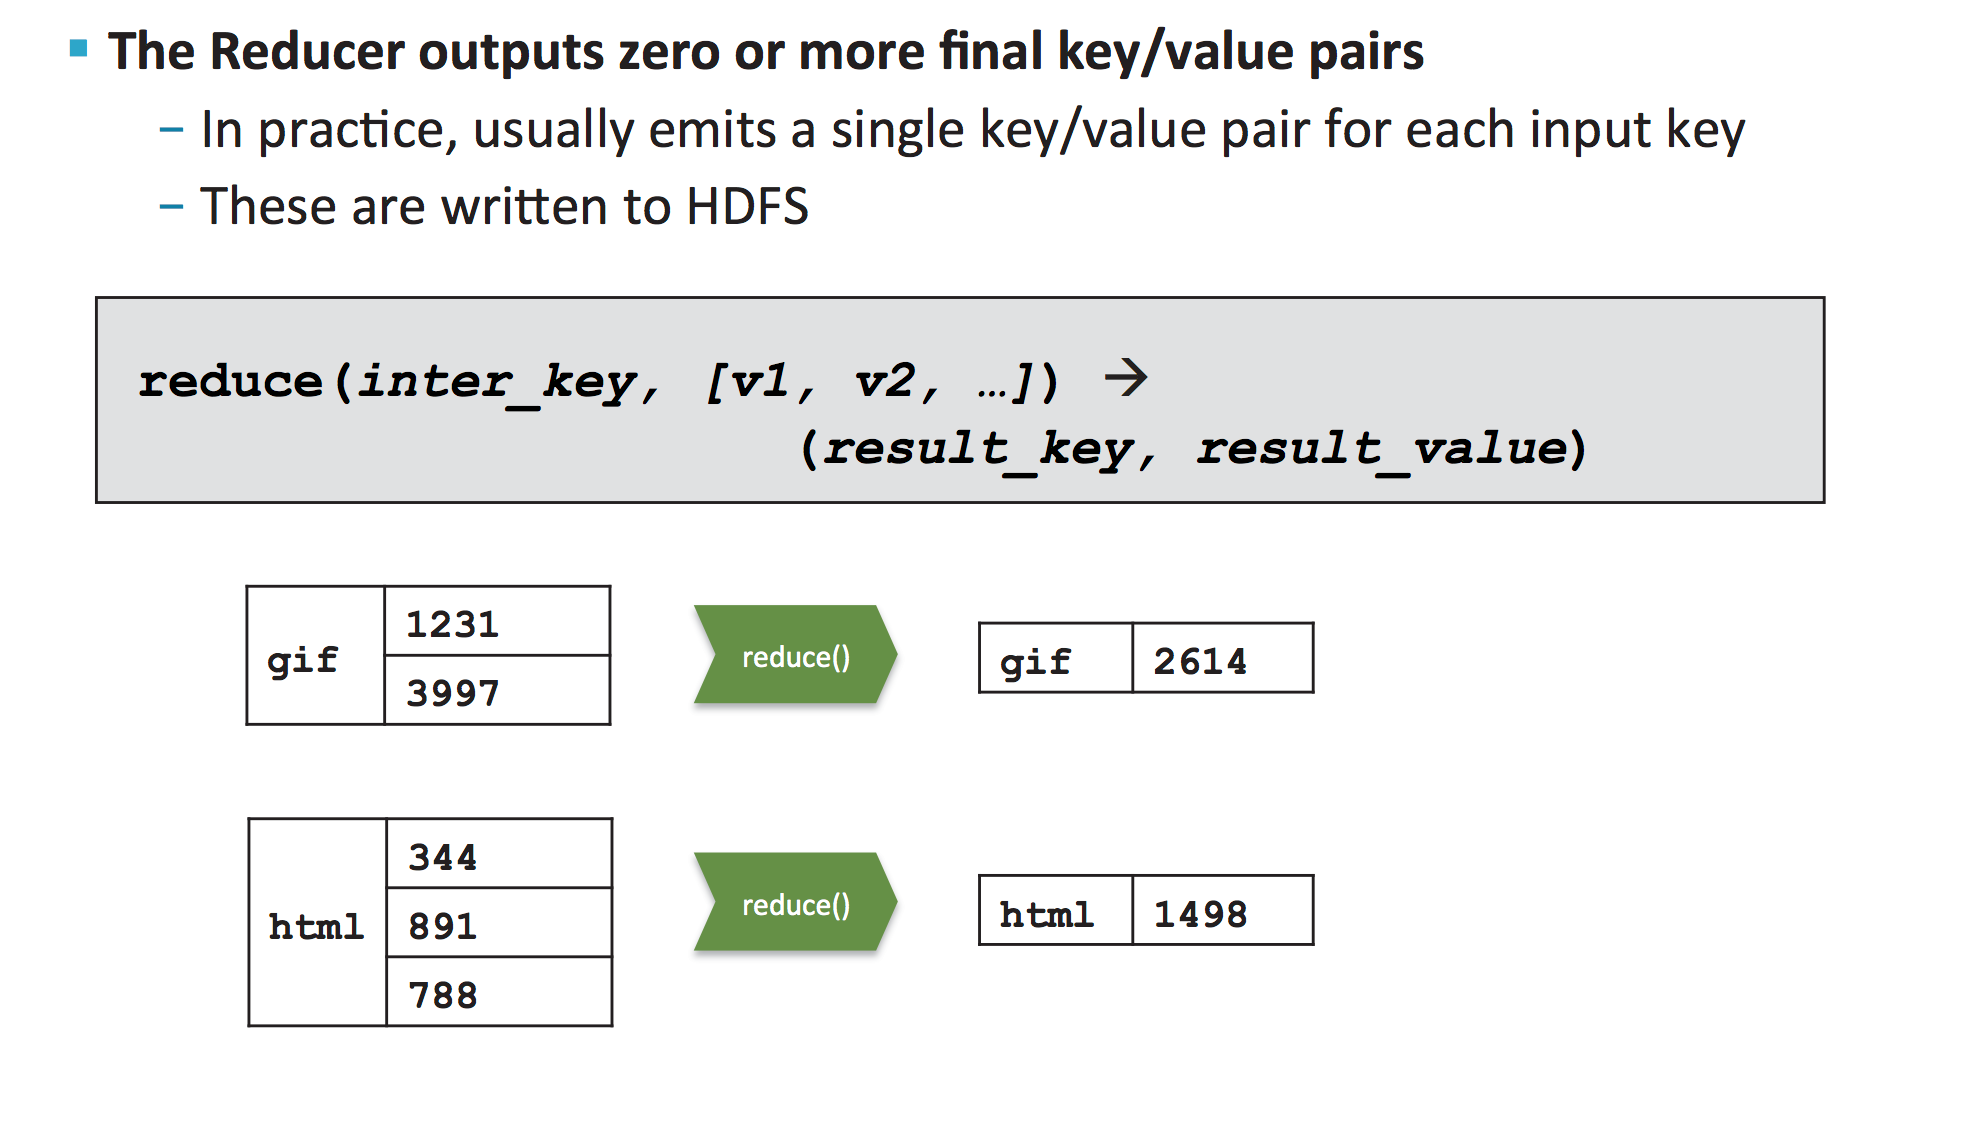 ▪ The Reducer outputs zero or more final key/value pairs
– In practice, usually emits a single key/value pair for each input key
– These are written to HDFS
reduce(inter_key, [v1, v2, …]) →
(result_key, result_value)
gif
1231
3997
reduce()
gif 2614
html
344
891
788
reduce()
html 1498